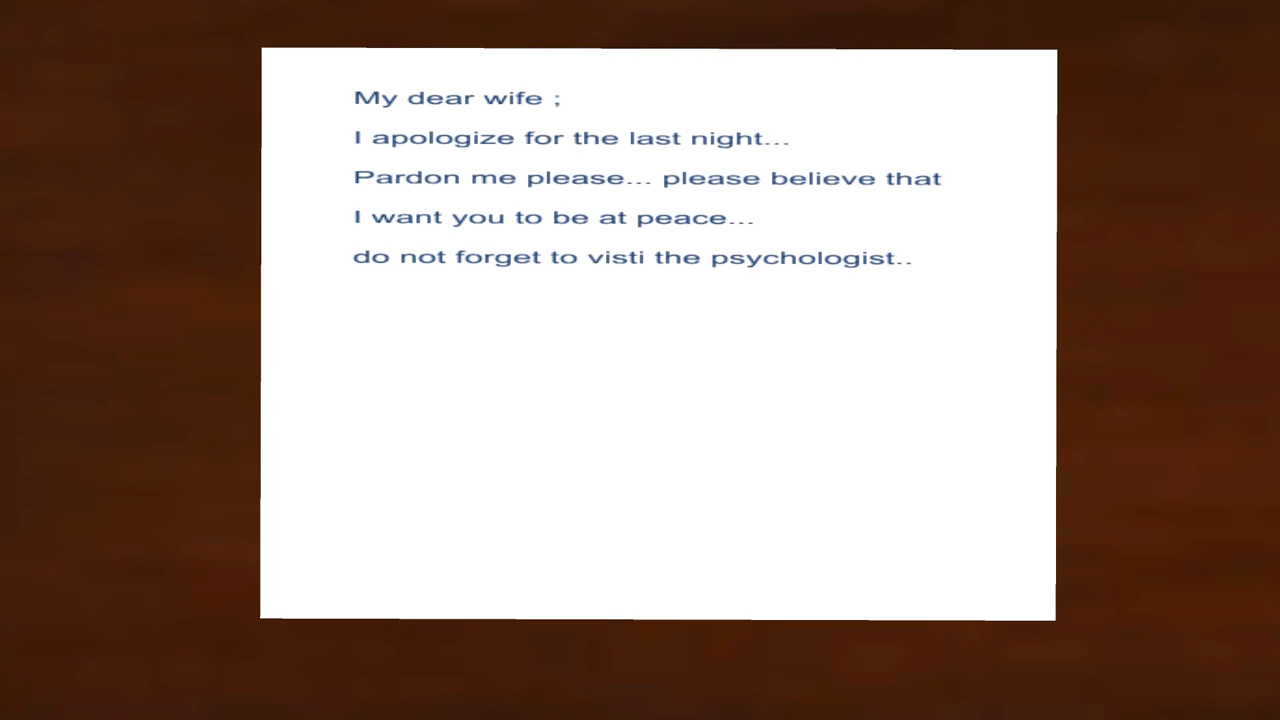 My dear wife ;
I apologize for the last night...
Pardon me please... please believe that
I want you to be at peace...
do not forget to visti the psychologist..